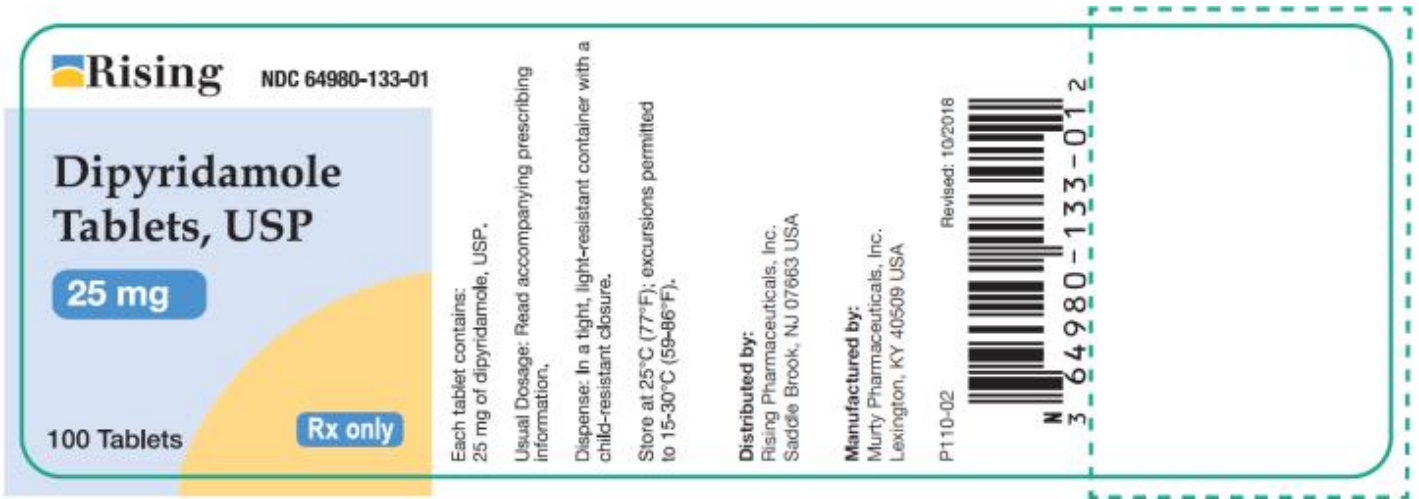 Rising
NDC 64980-133-01
Dipyridamole
Tablets, USP
25 mg
100 Tablets
Rx only
Each tablet contains:
25 mg of dipyridamole, USP.
Usual Dosage: Read accompanying prescribing
information.
Dispense: In a tight, light-resistant container with a
child-resistant closure.
Store at 25°C (77°F); excursions permitted
to 15-30°C (59-86°F).
Distributed by:
Rising Pharmaceuticals, Inc.
Saddle Brook, NJ 07663 USA
Manufactured by:
Murty Pharmaceuticals, Inc.
Lexington, KY 40509 USA
P110-02
Revised: 10/2018
N
3 64980-133-01 2